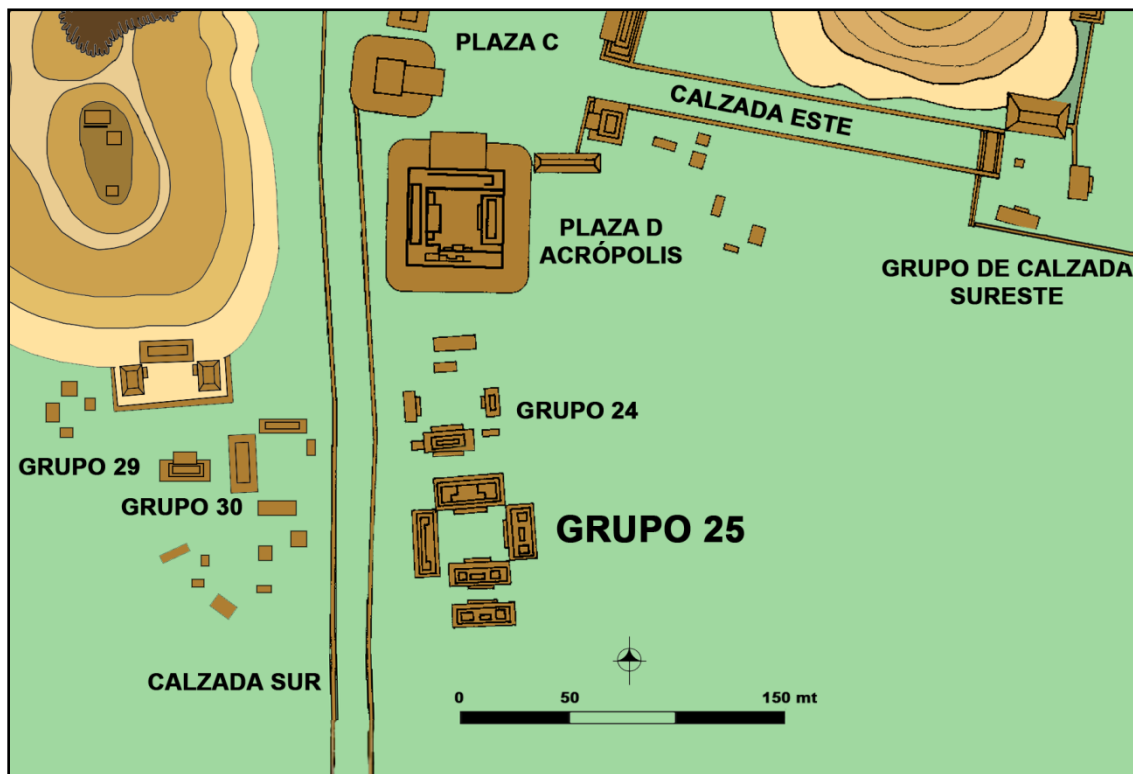 PLAZA C
CALZADA ESTE
PLAZA D
ACRÓPOLIS
GRUPO DE CALZADA
SURESTE
GRUPO 24
GRUPO 29
GRUPO 30
GRUPO 25
CALZADA SUR
0 50 150 mt